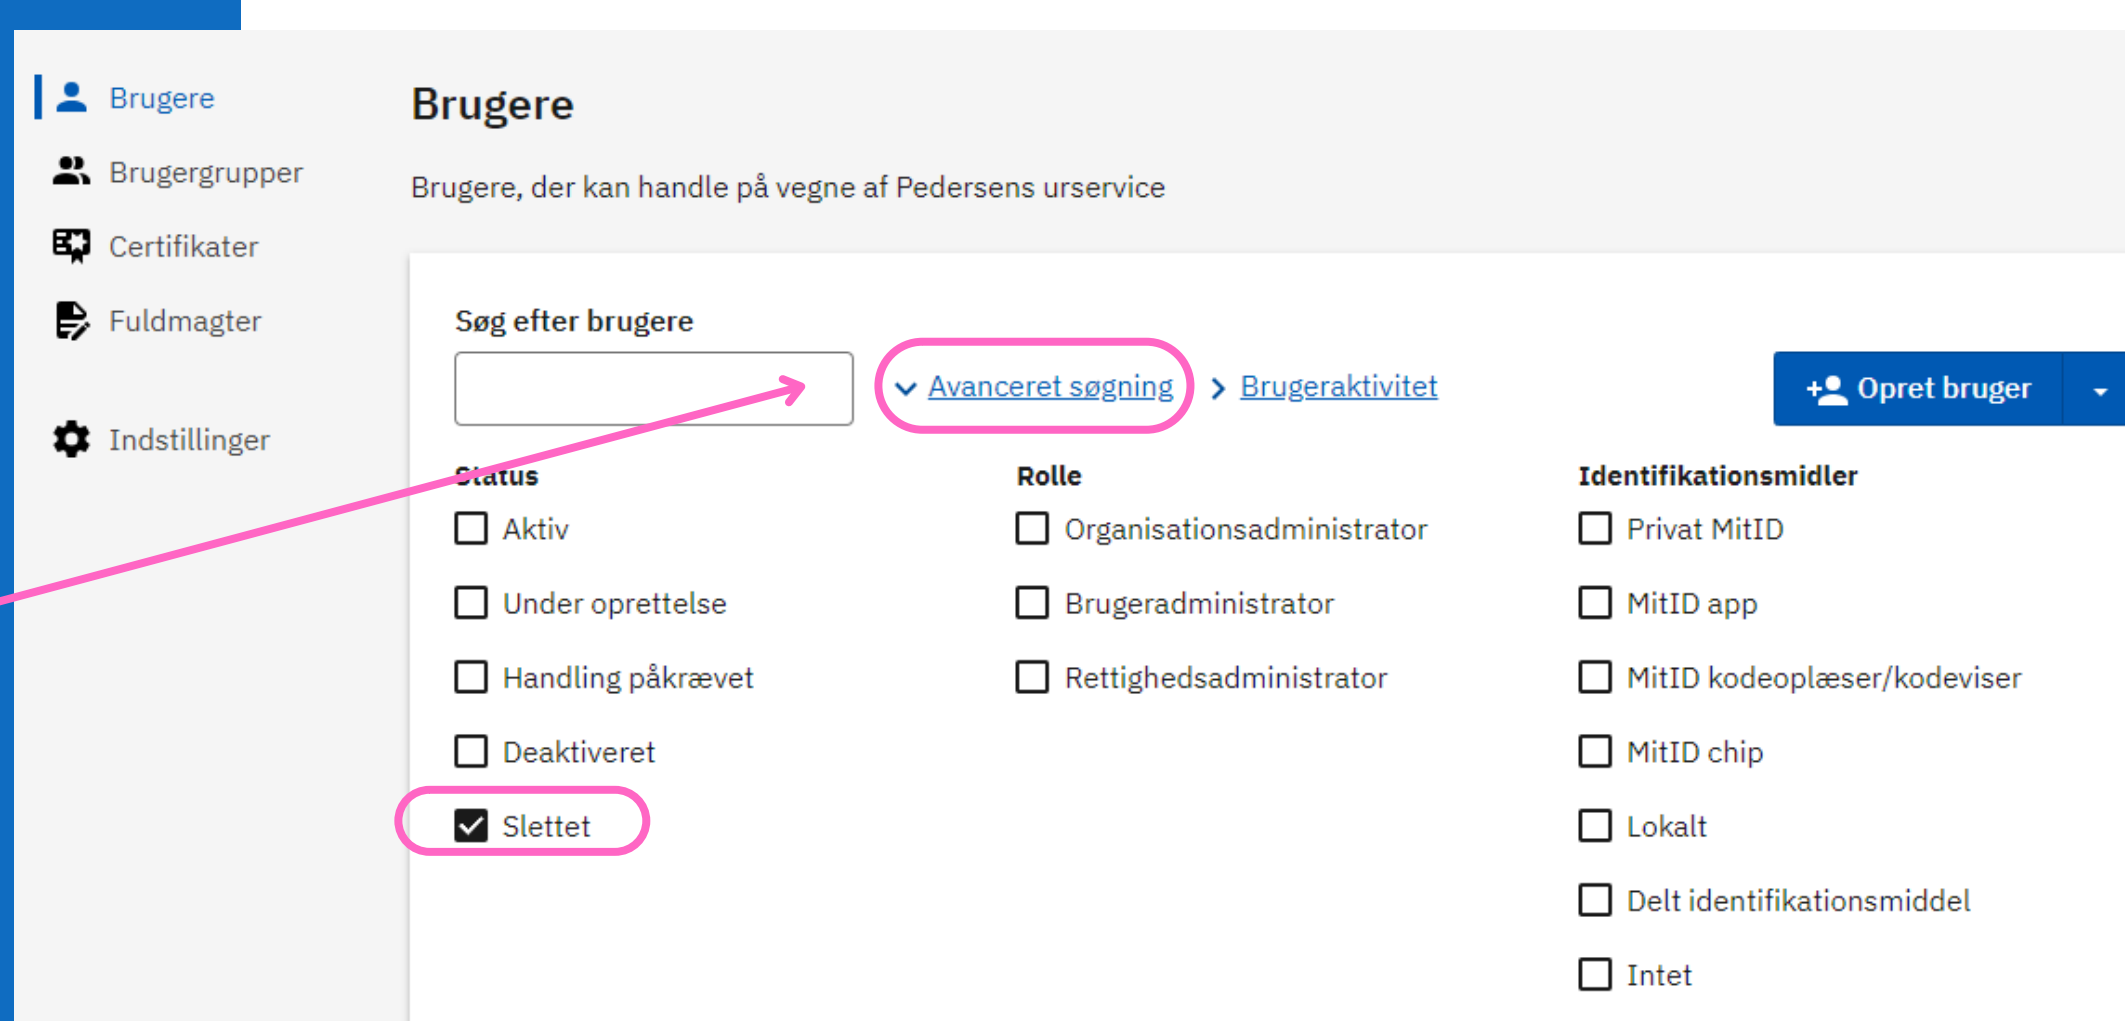 Brugere
Brugergrupper
Certifikater
Fuldmagter
Indstillinger
Brugere
Brugere, der kan handle på vegne af Pedersens urservice
Søg efter brugere
Avanceret søgning
Brugeraktivitet
Opret bruger
Status
Aktiv
Under oprettelse
Handling påkrævet
Deaktiveret
Slettet
Rolle
Organisationsadministrator
Brugeradministrator
Rettighedsadministrator
Identifikationsmidler
Privat MitID
MitID app
MitID kodeoplæser/kodeviser
MitID chip
Lokalt
Delt identifikationsmiddel
Intet